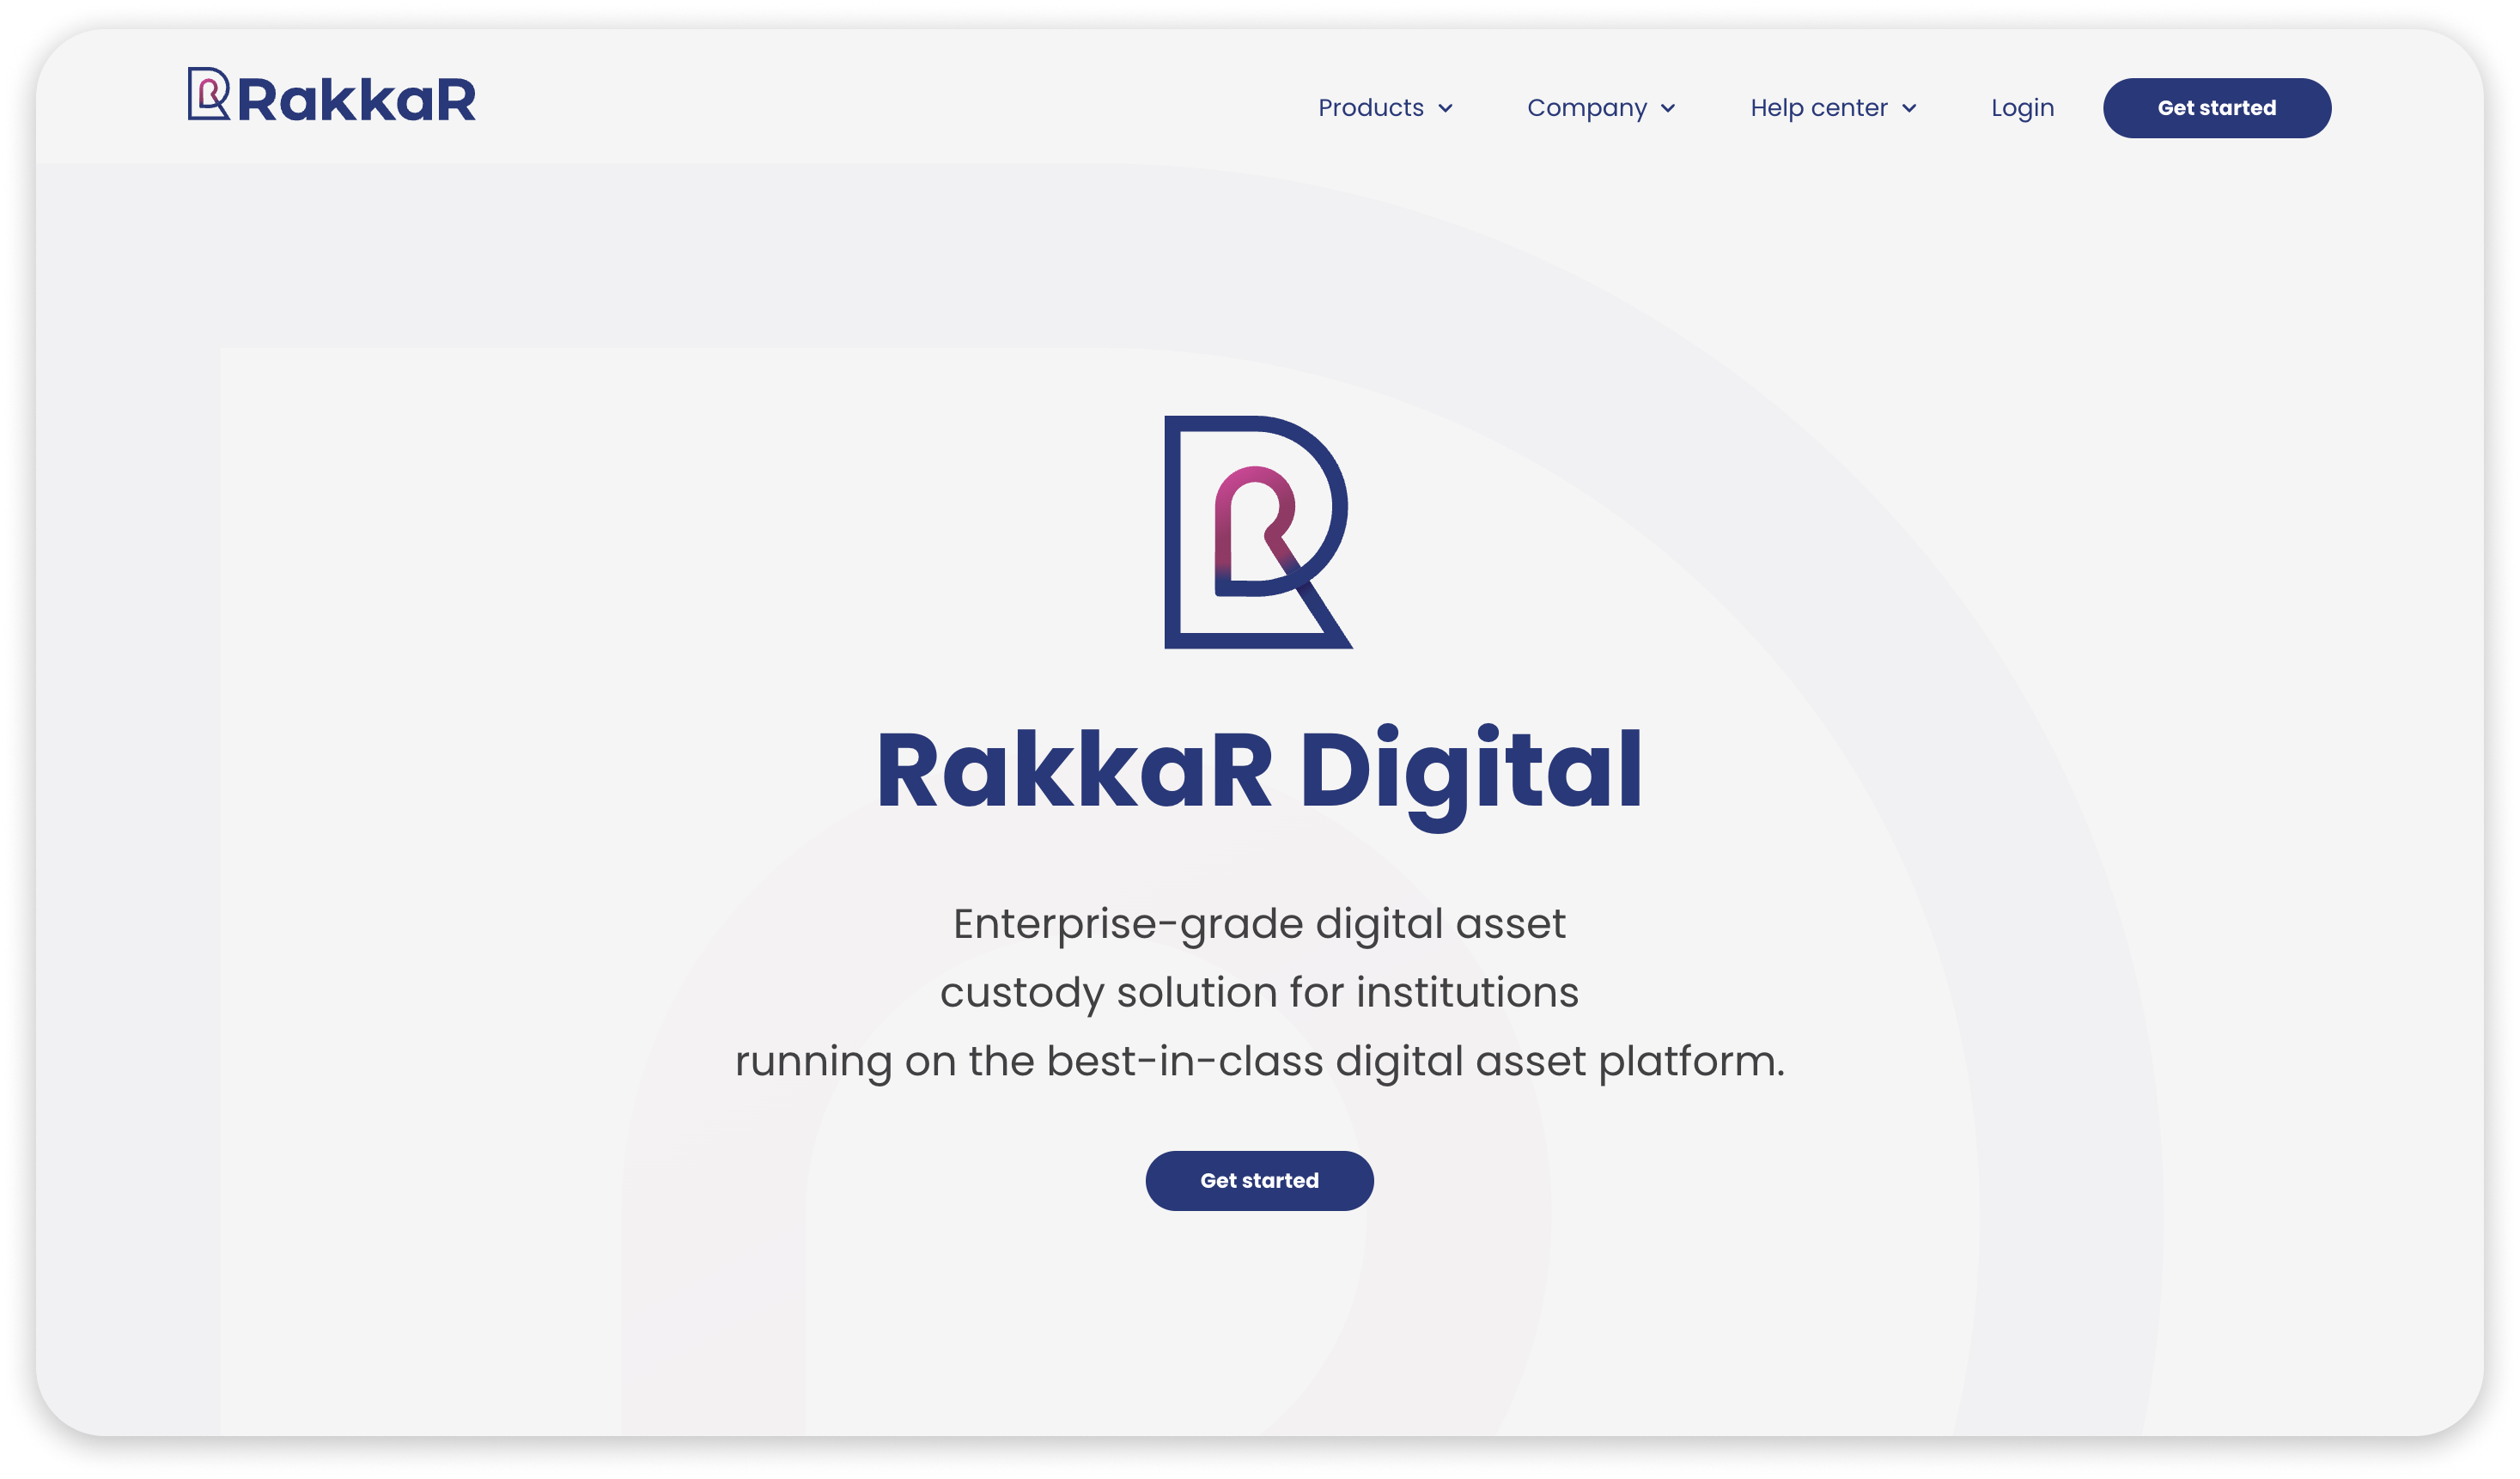 RakkaR
Products
Company
Help center
Login
Get started
RakkaR Digital
Enterprise-grade digital asset
custody solution for institutions
running on the best-in-class digital asset platform.
Get started